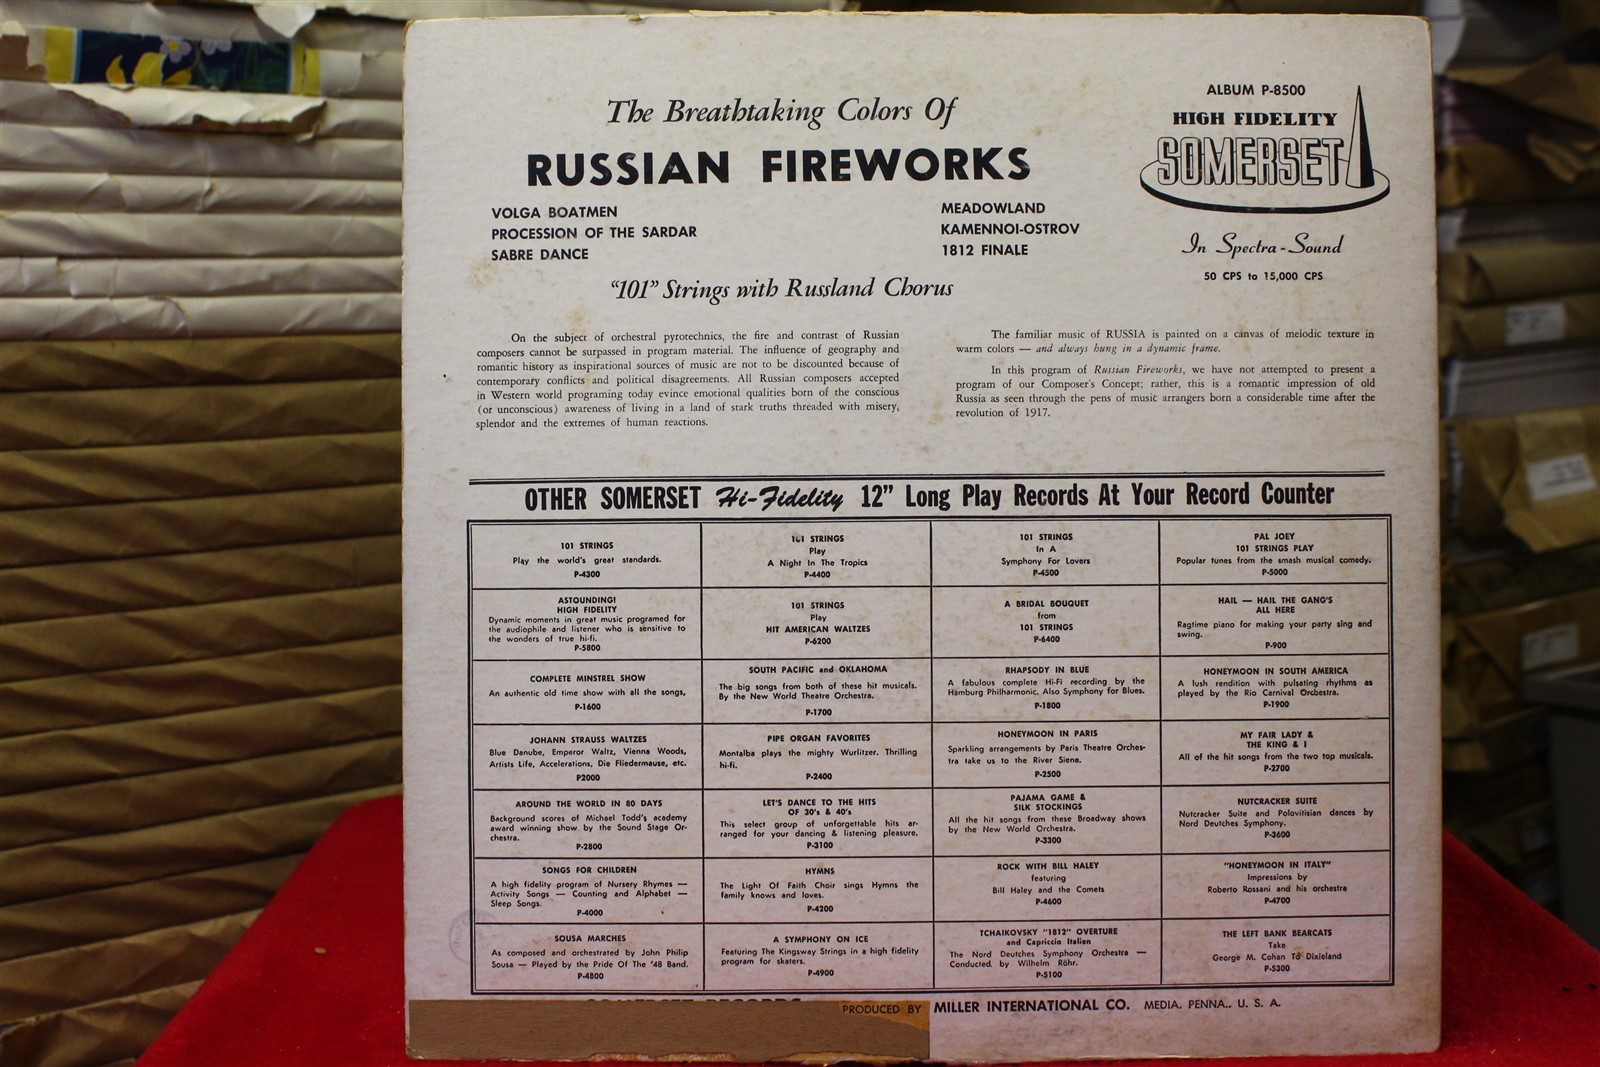 The Breathtaking Colors Of
RUSSIAN FIREWORKS
VOLGA BOATMEN
PROCESSION OF THE SARDAR
SABRE DANCE
MEADOWLAND
KAMENNOI-OSTROV
1812 FINALE
"101" Strings with Russland Chorus
ALBUM P-8500
HIGH FIDELITY
SOMERSET
In Spectra-Sound
50 CPS to 15,000 CPS
On the subject of orchestral pyrotechnics, the fire and contrast of Russian
composers cannot be surpassed in program material. The influence of geography and
romantic history as inspirational sources of music are not to be discounted because of
contemporary conflicts and political disagreements. All Russian composers accepted
in Western world programing today evince emotional qualities born of the conscious
(or unconscious) awareness of living in a land of stark truths threaded with misery,
splendor and the extremes of human reactions.
The familiar music of RUSSIA is painted on a canvas of melodic texture in
warm colors — and always hung in a dynamic frame.
In this program of Russian Fireworks, we have not attempted to present a
program of our Composer's Concept; rather, this is a romantic impression of old
Russia as seen through the pens of music arrangers born a considerable time after the
revolution of 1917.
OTHER SOMERSET Hi-Fidelity 12" Long Play Records At Your Record Counter
101 STRINGS
Play the world's great standards.
P-4300
101 STRINGS
Play
A Night In The Tropics
P-4400
101 STRINGS
In A
Symphony For Lovers
P-4500
PAL JOEY
101 STRINGS PLAY
Popular tunes from the smash musical comedy.
P-5000
ASTOUNDING!
HIGH FIDELITY
Dynamic moments in great music programed for
the audiophile and listener who is sensitive to
the wonders of true hi-fi.
P-5800
101 STRINGS
Play
HIT AMERICAN WALTZES
P-6200
A BRIDAL BOUQUET
from
101 STRINGS
P-6400
HAIL — HAIL THE GANG'S
ALL HERE
Ragtime piano for making your party sing and
swing.
P-900
COMPLETE MINSTREL SHOW
An authentic old time show with all the songs,
P-1600
SOUTH PACIFIC and OKLAHOMA
The big songs from both of these hit musicals.
By the New World Theatre Orchestra.
P-1700
RHAPSODY IN BLUE
A fabulous complete Hi-Fi recording by the
Hamburg Philharmonic. Also Symphony for Blues.
P-1800
HONEYMOON IN SOUTH AMERICA
A lush rendition with pulsating rhythms as
played by the Rio Carnival Orchestra.
P-1900
JOHANN STRAUSS WALTZES
Blue Danube, Emperor Waltz, Vienna Woods,
Artists Life, Accelerations, Die Fliedermause, etc.
P2000
PIPE ORGAN FAVORITES
Montalba plays the mighty Wurlitzer. Thrilling
hi-fi.
P-2400
HONEYMOON IN PARIS
Sparkling arrangements by Paris Theatre Orches-
tra take us to the River Siene.
P-2500
MY FAIR LADY &
THE KING & I
All of the hit songs from the two top musicals.
P-2700
AROUND THE WORLD IN 80 DAYS
Background scores of Michael Todd's academy
award winning show by the Sound Stage Or-
chestra.
P-2800
LET'S DANCE TO THE HITS
OF 30's & 40's
This select group of unforgettable hits ar-
ranged for your dancing & listening pleasure.
P-3100
PAJAMA GAME &
SILK STOCKINGS
All the hit songs from these Broadway shows
by the New World Orchestra.
P-3300
NUTCRACKER SUITE
Nutcracker Suite and Polovitisian dances by
Nord Deutches Symphony.
P-3600
SONGS FOR CHILDREN
A high fidelity program of Nursery Rhymes —
Activity Songs — Counting and Alphabet —
Sleep Songs.
P-4000
HYMNS
The Light Of Faith Choir sings Hymns the
family knows and loves.
P-4200
ROCK WITH BILL HALEY
featuring
Bill Haley and the Comets
P-4600
"HONEYMOON IN ITALY"
Impressions by
Roberto Rossani and his orchestra
P-4700
SOUSA MARCHES
As composed and orchestrated by John Philip
Sousa — Played by the Pride Of The '48 Band.
P-4800
A SYMPHONY ON ICE
Featuring The Kingsway Strings in a high fidelity
program for skaters.
P-4900
TCHAIKOVSKY "1812" OVERTURE
and Capriccio Italien
The Nord Deutches Symphony Orchestra —
Conducted by Wilhelm Röhr.
P-5100
THE LEFT BANK BEARCATS
Take
George M. Cohan To Dixieland
P-5300
SOMERSET RECORDS
PRODUCED BY MILLER INTERNATIONAL CO. MEDIA. PENNA.. U. S. A.